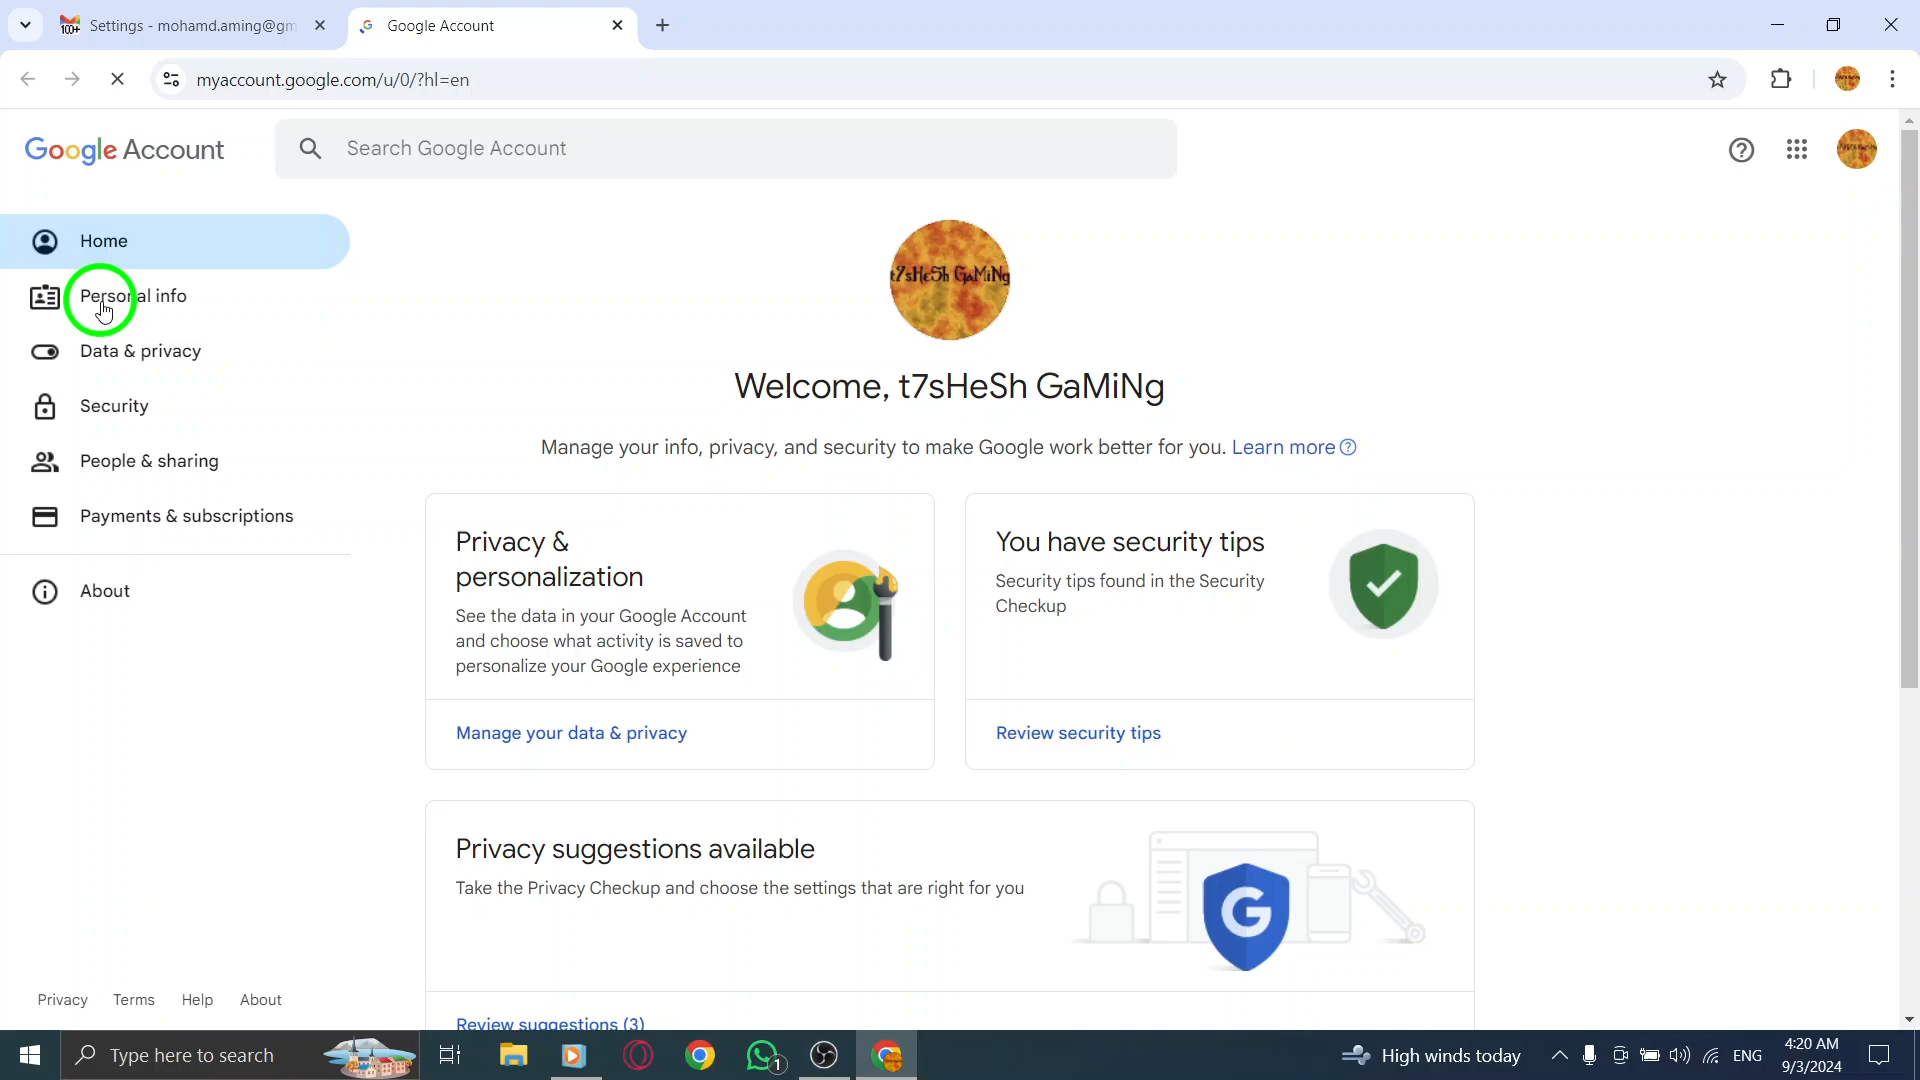 Settings - mohamd.aming@gm
Google Account
myaccount.google.com/u/0/?hl=en
Google Account
Search Google Account
Home
Personal info
Data & privacy
Security
People & sharing
Payments & subscriptions
About
t7sHeSh GaMiNg
Welcome, t7sHeSh GaMiNg
Manage your info, privacy, and security to make Google work better for you. Learn more
Privacy &
personalization
See the data in your Google Account
and choose what activity is saved to
personalize your Google experience
Manage your data & privacy
You have security tips
Security tips found in the Security
Checkup
Review security tips
Privacy suggestions available
Take the Privacy Checkup and choose the settings that are right for you
G
Review suggestions (3)
Privacy Terms Help About
Type here to search
1
High winds today
ENG
4:20 AM
9/3/2024